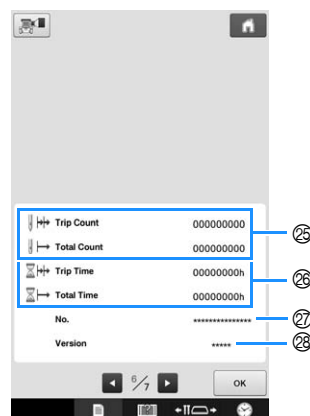 Trip Count 000000000 ㉕
Total Count 000000000
Trip Time 00000000h ㉖
Total Time 00000000h
No. *************** ㉗
Version ***** ㉘
6/7 OK